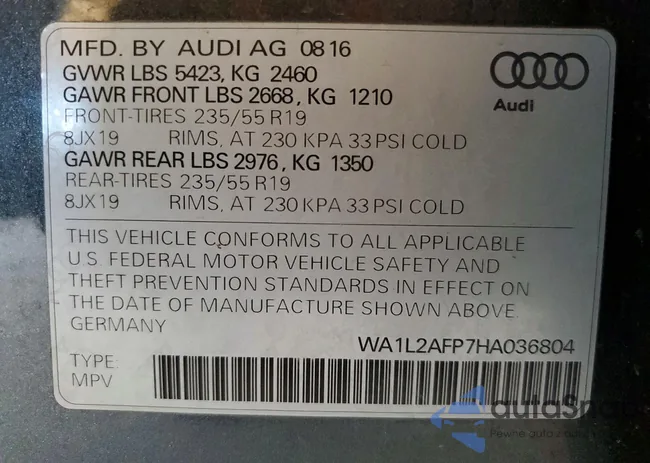 MFD. BY AUDI AG 08 16
GVWR LBS 5423, KG 2460
GAWR FRONT LBS 2668, KG 1210
FRONT-TIRES 235/55 R19
8JX19 RIMS, AT 230 KPA 33 PSI COLD
GAWR REAR LBS 2976, KG 1350
REAR-TIRES 235/55 R19
8JX19 RIMS, AT 230 KPA 33 PSI COLD
Audi
THIS VEHICLE CONFORMS TO ALL APPLICABLE
U.S. FEDERAL MOTOR VEHICLE SAFETY AND
THEFT PREVENTION STANDARDS IN EFFECT ON
THE DATE OF MANUFACTURE SHOWN ABOVE.
GERMANY
WA1L2AFP7HA036804
TYPE:
MPV
autoSnap
Pewne auto z